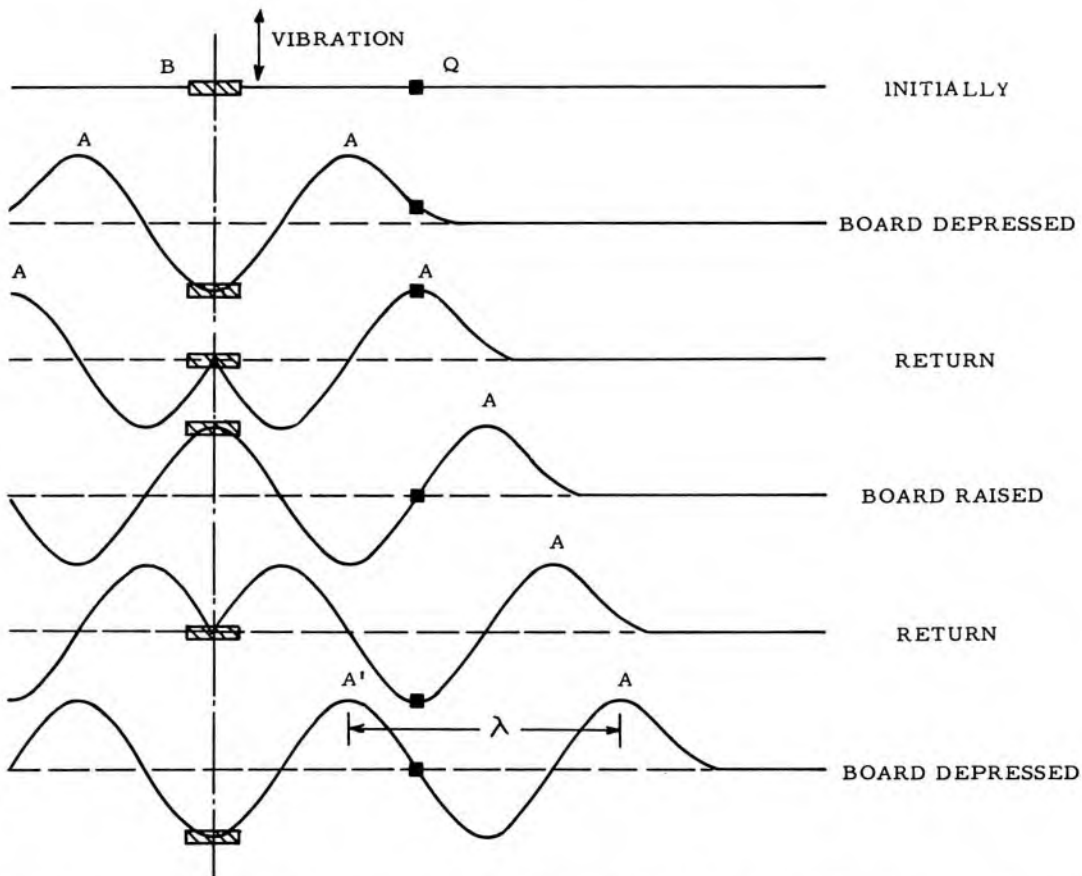 VIBRATION
B
Q
INITIALLY
A
A
BOARD DEPRESSED
A
A
RETURN
A
BOARD RAISED
A
RETURN
A'
A
λ
BOARD DEPRESSED